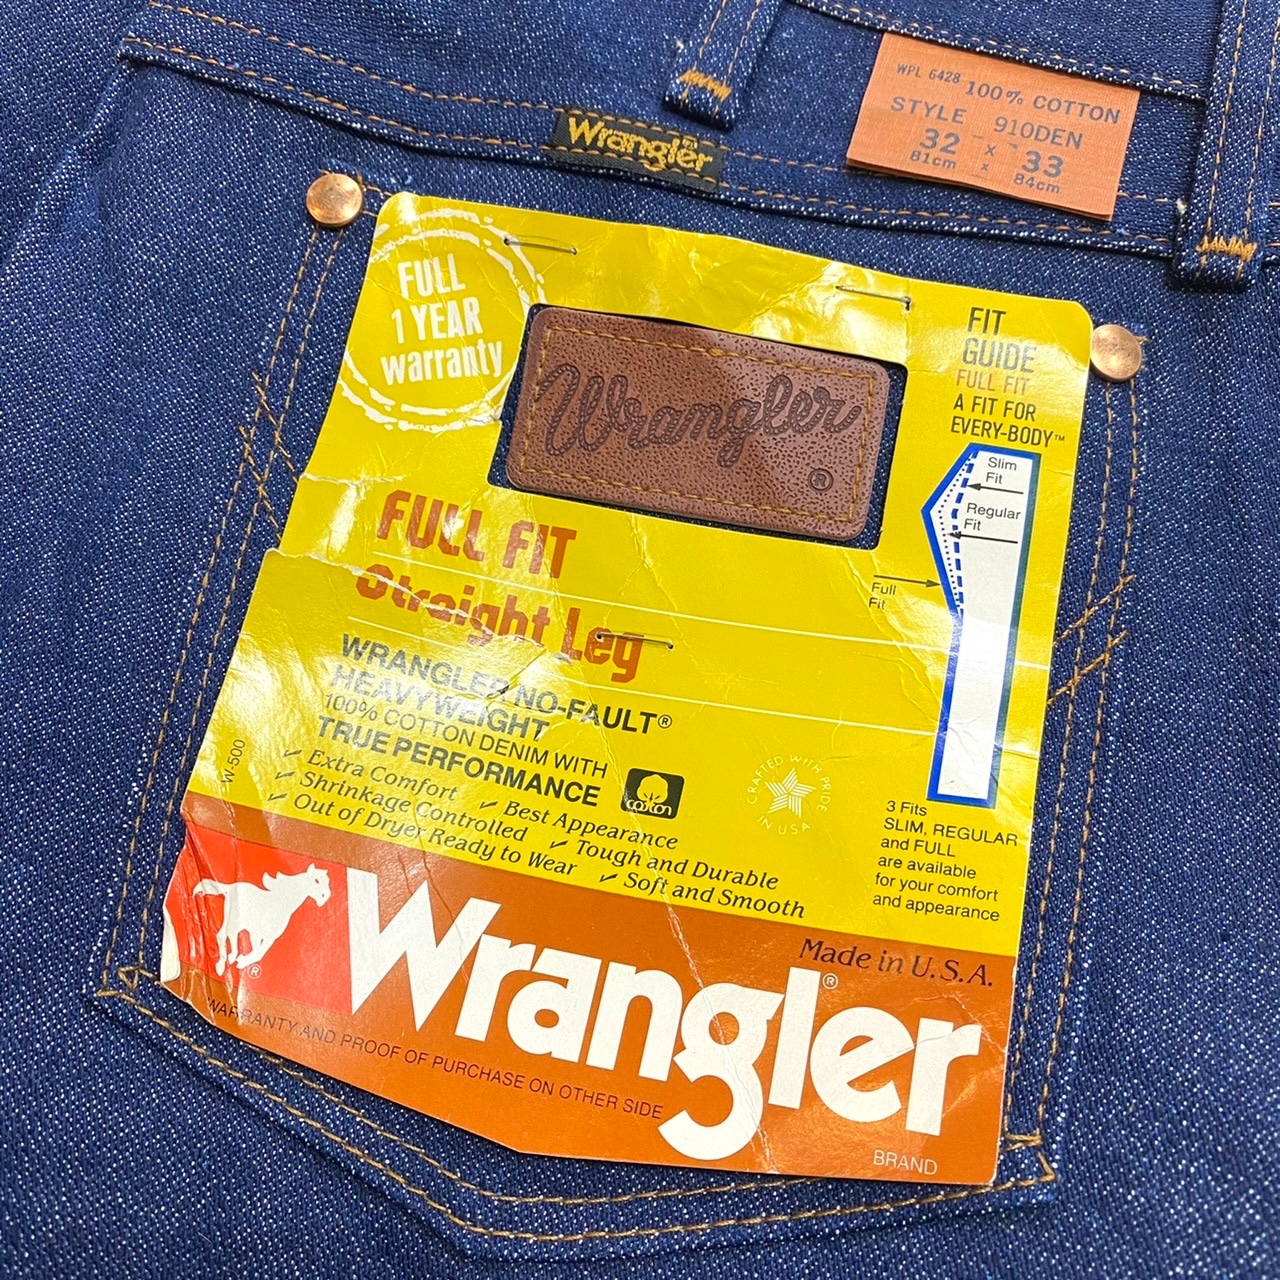 WPL 6428 100% COTTON
STYLE 910DEN
32 x 33
81cm x 84cm
Wrangler
FULL
1 YEAR
warranty
Wrangler
®
FIT
GUIDE
FULL FIT
A FIT FOR
EVERY-BODY™
Slim
Fit
Regular
Fit
Full
Fit
FULL FIT
Straight Leg
WRANGLER NO-FAULT®
HEAVYWEIGHT
100% COTTON DENIM WITH
TRUE PERFORMANCE
✓ Extra Comfort ✓ Best Appearance
✓ Shrinkage Controlled ✓ Tough and Durable
✓ Out of Dryer Ready to Wear ✓ Soft and Smooth
W-500
cotton
CRAFTED WITH PRIDE
IN USA
3 Fits
SLIM, REGULAR
and FULL
are available
for your comfort
and appearance
Made in U.S.A.
®
Wrangler®
WARRANTY AND PROOF OF PURCHASE ON OTHER SIDE
BRAND